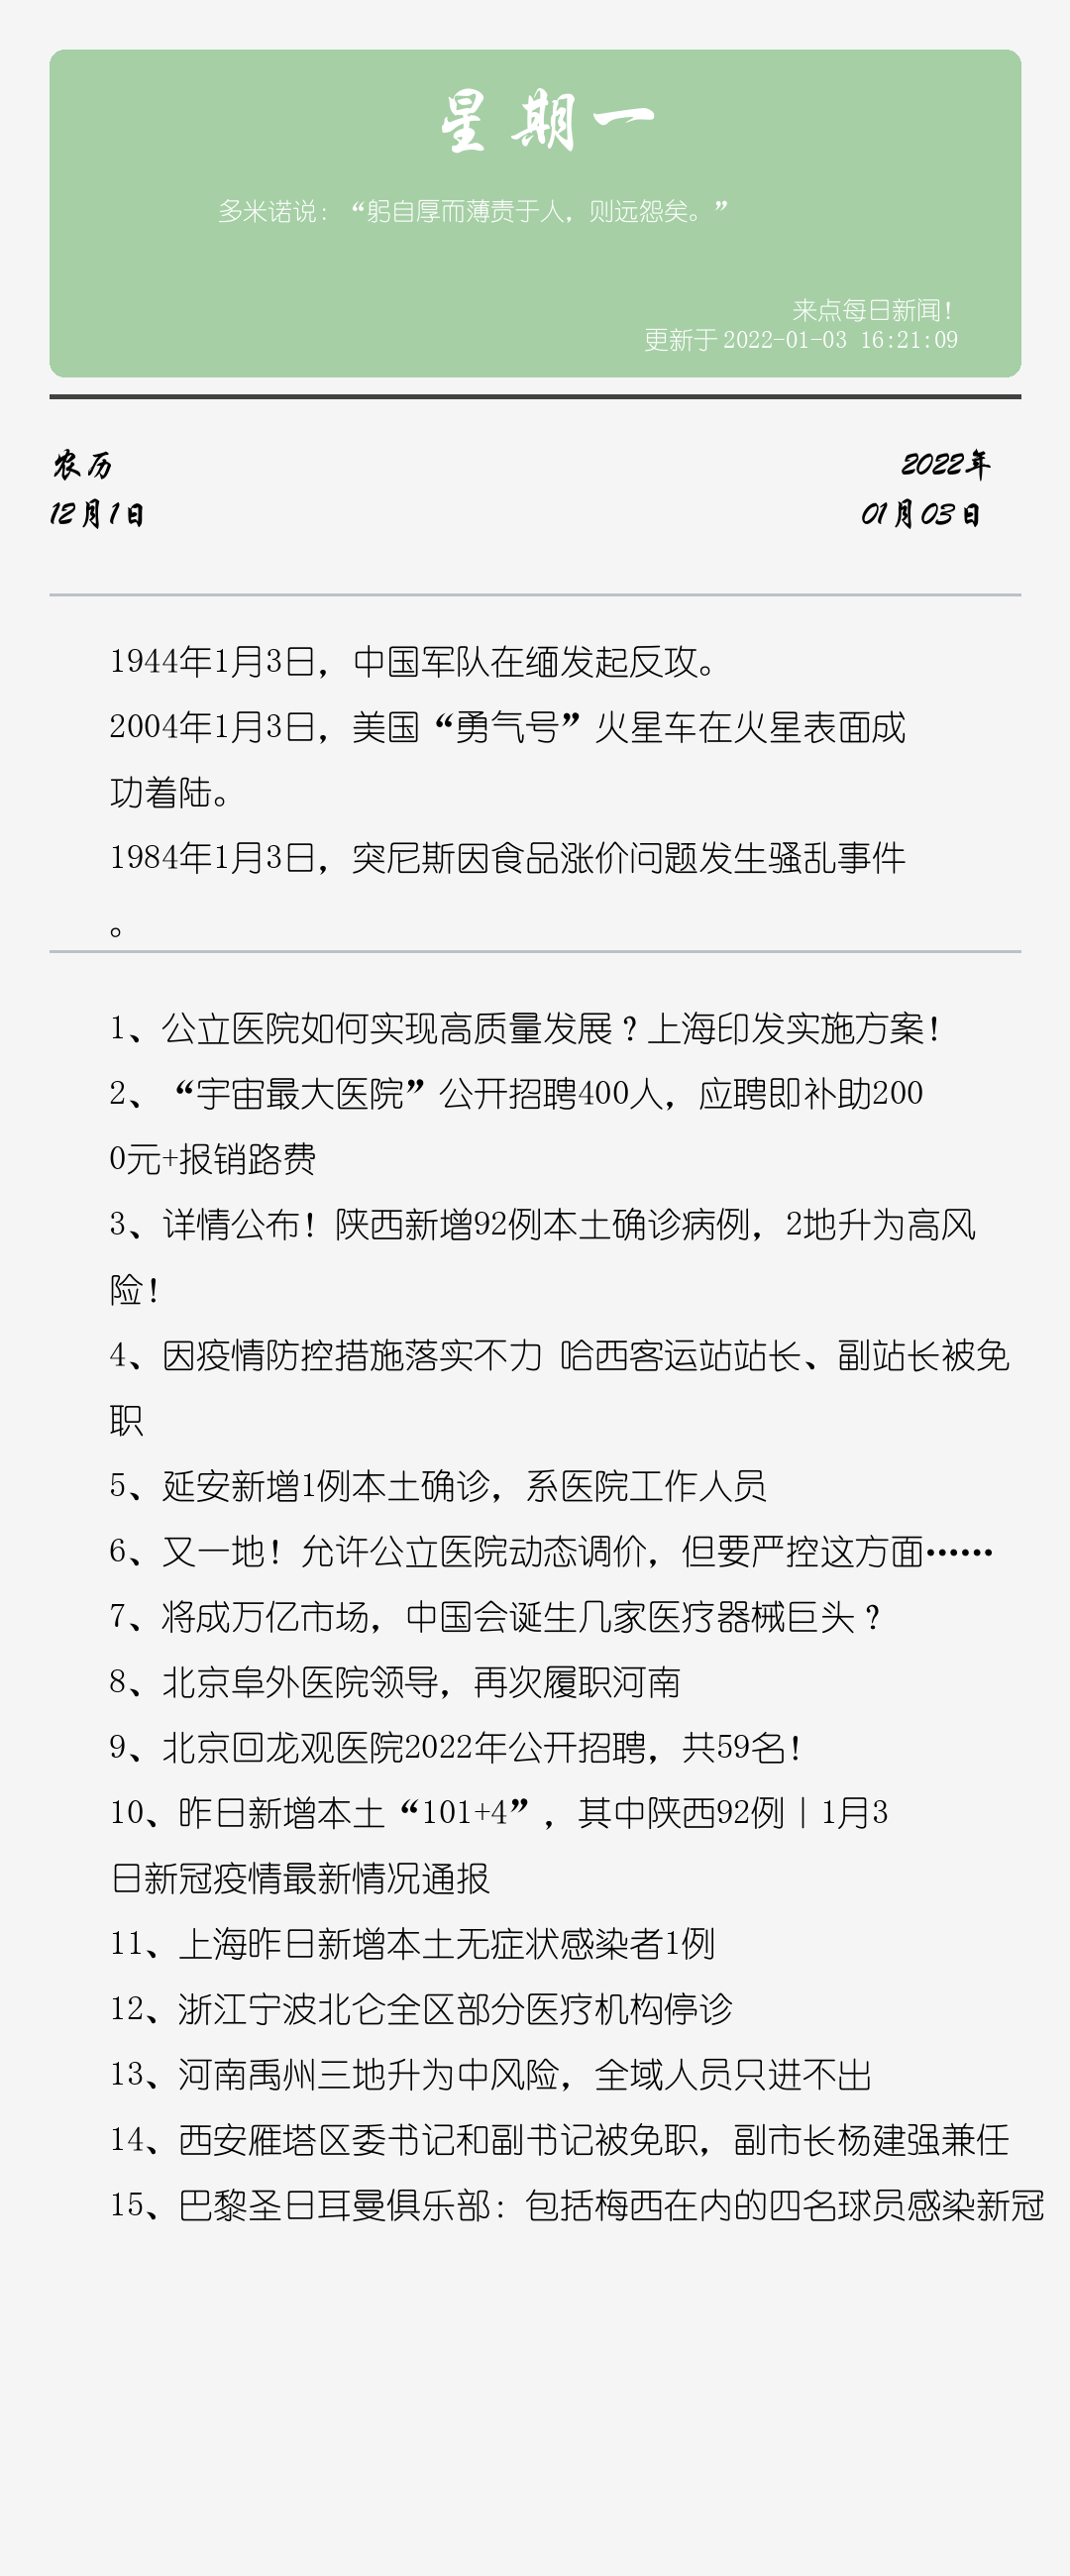 星期一
多米诺说：“躬自厚而薄责于人，则远怨矣。”
来点每日新闻！
更新于 2022-01-03 16:21:09
农历
2022年
12月1日
01月03日
1944年1月3日，中国军队在缅发起反攻。
2004年1月3日，美国“勇气号”火星车在火星表面成
功着陆。
1984年1月3日，突尼斯因食品涨价问题发生骚乱事件
。
1、公立医院如何实现高质量发展？上海印发实施方案！
2、“宇宙最大医院”公开招聘400人，应聘即补助200
0元+报销路费
3、详情公布！陕西新增92例本土确诊病例，2地升为高风
险！
4、因疫情防控措施落实不力 哈西客运站站长、副站长被免
职
5、延安新增1例本土确诊，系医院工作人员
6、又一地！允许公立医院动态调价，但要严控这方面……
7、将成万亿市场，中国会诞生几家医疗器械巨头？
8、北京阜外医院领导，再次履职河南
9、北京回龙观医院2022年公开招聘，共59名！
10、昨日新增本土“101+4”，其中陕西92例｜1月3
日新冠疫情最新情况通报
11、上海昨日新增本土无症状感染者1例
12、浙江宁波北仑全区部分医疗机构停诊
13、河南禹州三地升为中风险，全域人员只进不出
14、西安雁塔区委书记和副书记被免职，副市长杨建强兼任
15、巴黎圣日耳曼俱乐部：包括梅西在内的四名球员感染新冠